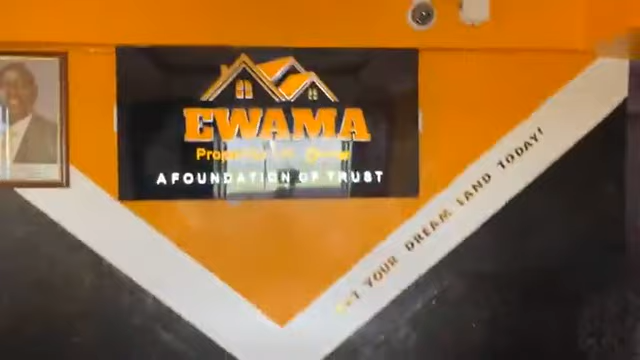 EWAMA
A FOUNDATION OF TRUST
YOUR DREAM LAND TODAY!